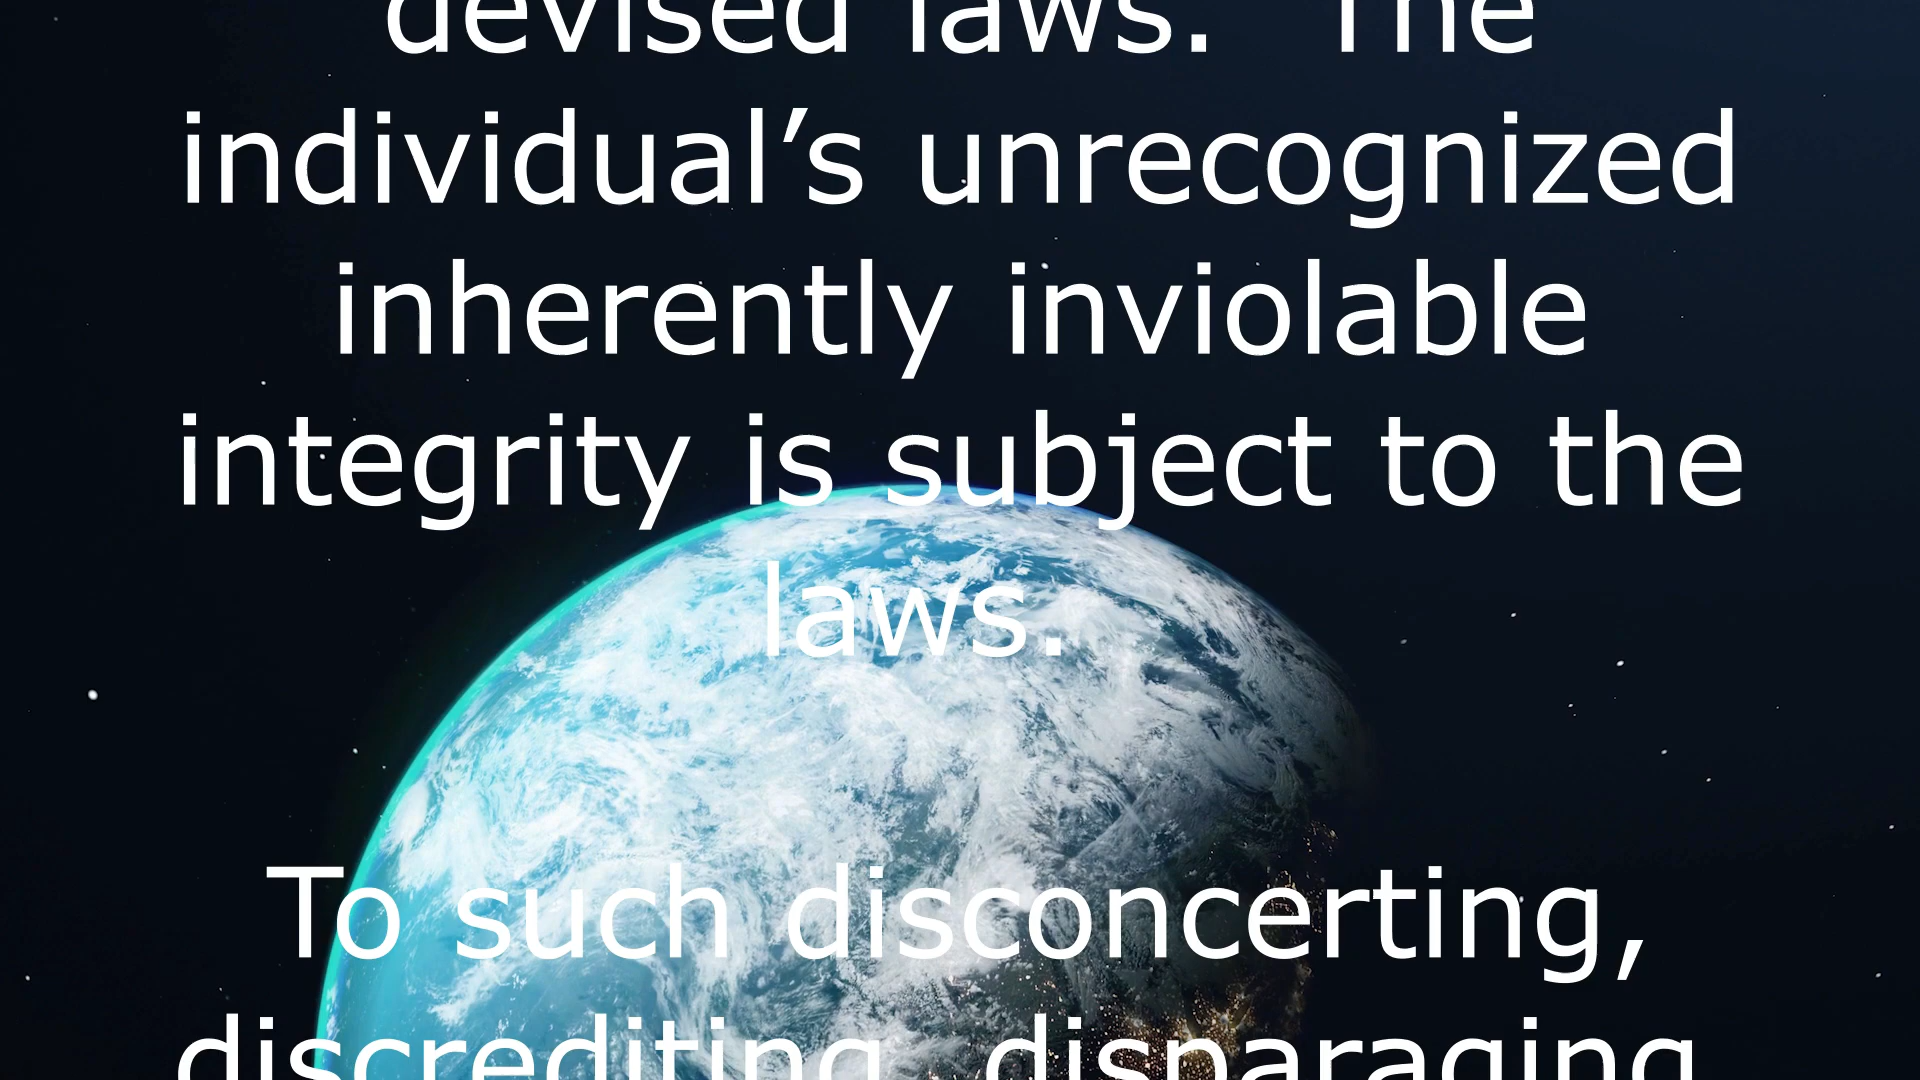 devised laws.  The
individual’s unrecognized
inherently inviolable
integrity is subject to the
laws.
To such disconcerting,
discrediting, disparaging